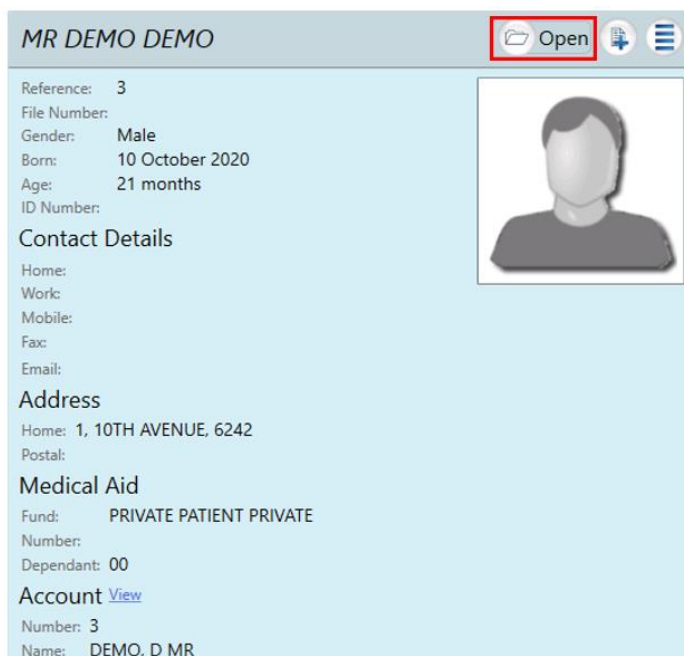 MR DEMO DEMO Open
Reference: 3
File Number:
Gender: Male
Born: 10 October 2020
Age: 21 months
ID Number:
Contact Details
Home:
Work:
Mobile:
Fax:
Email:
Address
Home: 1, 10TH AVENUE, 6242
Postal:
Medical Aid
Fund: PRIVATE PATIENT PRIVATE
Number:
Dependant: 00
Account View
Number: 3
Name: DEMO, D MR